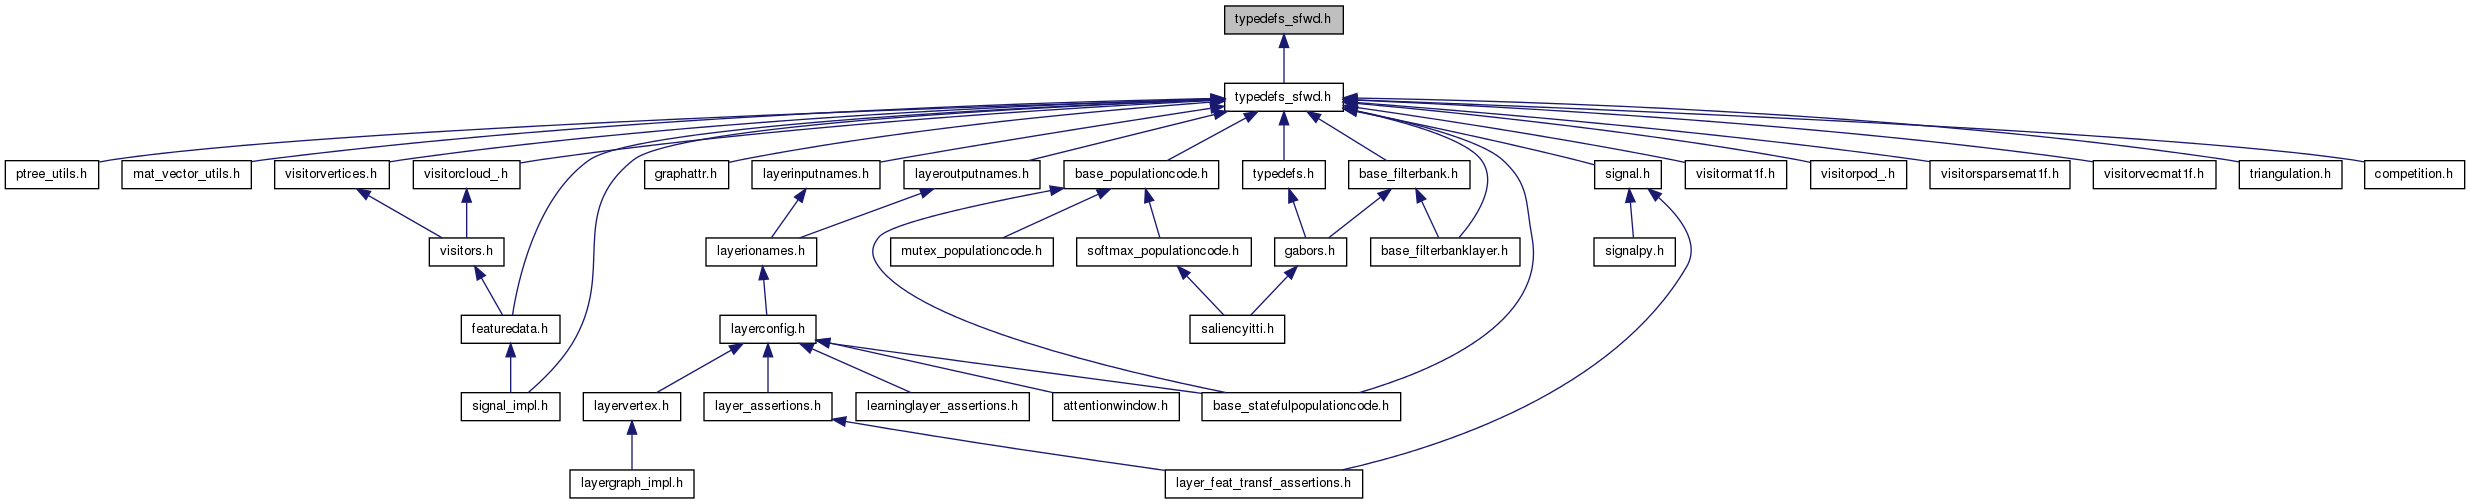 typedefs_sfwd.h
typedefs_sfwd.h
ptree_utils.h
mat_vector_utils.h
visitorvertices.h
visitorcloud_.h
graphattr.h
layerinputnames.h
layeroutputnames.h
base_populationcode.h
typedefs.h
base_filterbank.h
signal.h
visitormat1f.h
visitorpod_.h
visitorsparsemat1f.h
visitorvecmat1f.h
triangulation.h
competition.h
visitors.h
layerionames.h
mutex_populationcode.h
softmax_populationcode.h
gabors.h
base_filterbanklayer.h
signalpy.h
featuredata.h
layerconfig.h
saliencyitti.h
signal_impl.h
layervertex.h
layer_assertions.h
learninglayer_assertions.h
attentionwindow.h
base_statefulpopulationcode.h
layergraph_impl.h
layer_feat_transf_assertions.h